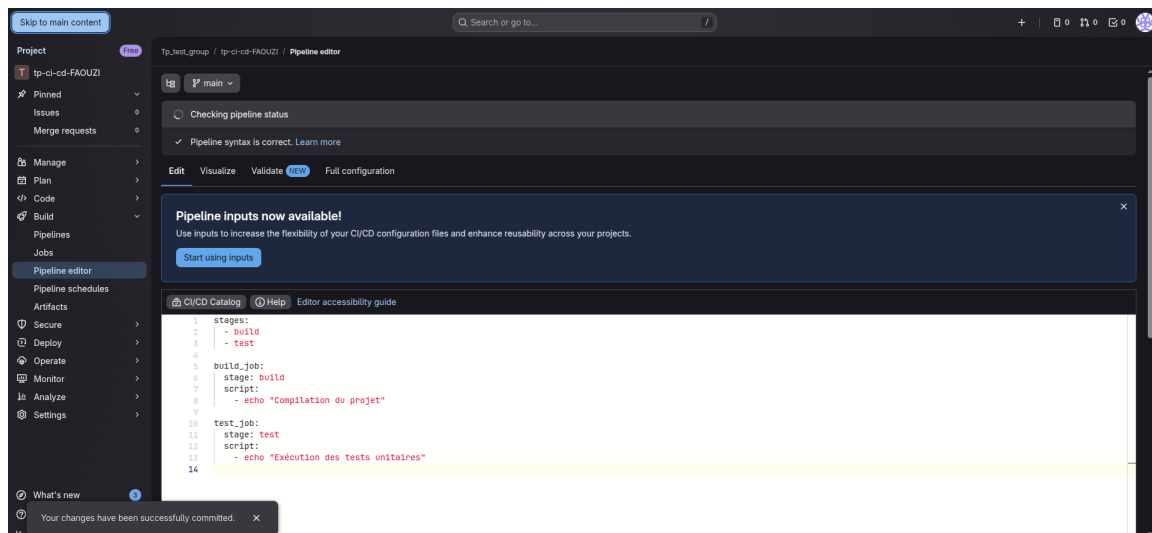 Skip to main content
Search or go to...
/
0
0
0
Project
Free
Tp_test_group / tp-ci-cd-FAOUZI / Pipeline editor
T tp-ci-cd-FAOUZI
main
Pinned
Issues 0
Merge requests 0
Manage
Plan
Code
Build
Pipelines
Jobs
Pipeline editor
Pipeline schedules
Artifacts
Secure
Deploy
Operate
Monitor
Analyze
Settings
What's new 3
Checking pipeline status
Pipeline syntax is correct. Learn more
Edit Visualize Validate NEW Full configuration
Pipeline inputs now available!
Use inputs to increase the flexibility of your CI/CD configuration files and enhance reusability across your projects.
Start using inputs
CI/CD Catalog Help Editor accessibility guide
1 stages:
2 - build
3 - test
4
5 build_job:
6 stage: build
7 script:
8 - echo "Compilation du projet"
9
10 test_job:
11 stage: test
12 script:
13 - echo "Exécution des tests unitaires"
14
Your changes have been successfully committed.